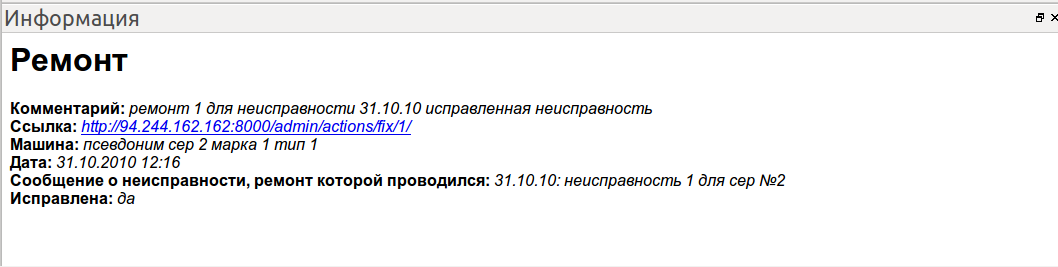 Информация
Ремонт
Комментарий: ремонт 1 для неисправности 31.10.10 исправленная неисправность
Ссылка: http://94.244.162.162:8000/admin/actions/fix/1/
Машина: псевдоним сер 2 марка 1 тип 1
Дата: 31.10.2010 12:16
Сообщение о неисправности, ремонт которой проводился: 31.10.10: неисправность 1 для сер №2
Исправлена: да